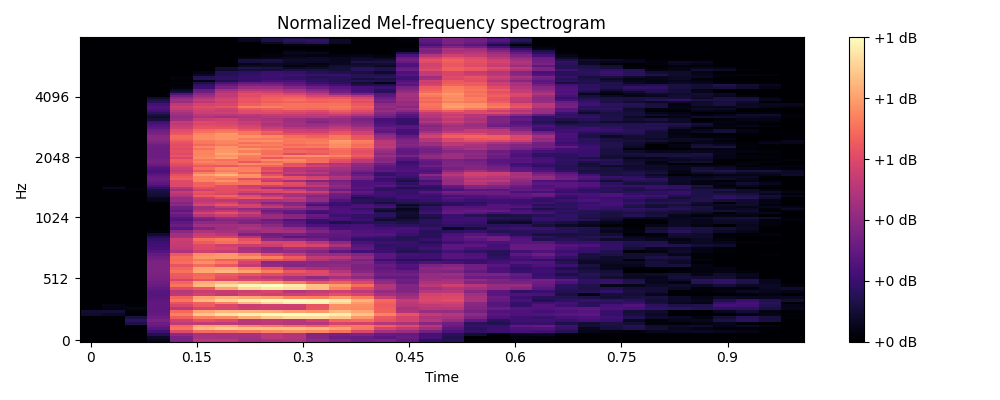 Normalized Mel-frequency spectrogram
Hz
4096
2048
1024
512
0
0 0.15 0.3 0.45 0.6 0.75 0.9
Time
+1 dB
+1 dB
+1 dB
+0 dB
+0 dB
+0 dB